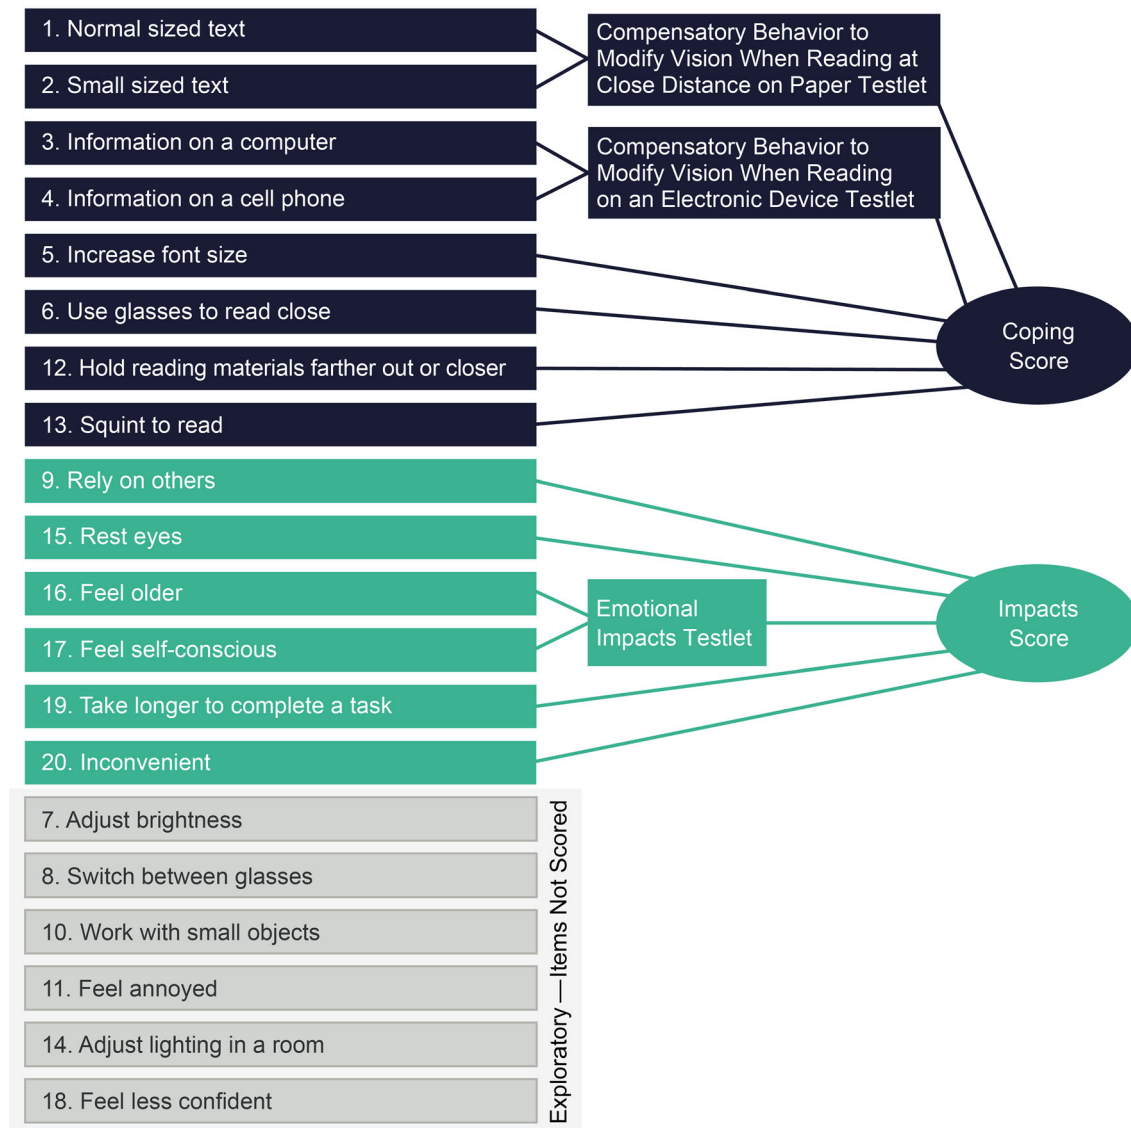 1. Normal sized text
2. Small sized text
3. Information on a computer
4. Information on a cell phone
5. Increase font size
6. Use glasses to read close
12. Hold reading materials farther out or closer
13. Squint to read
9. Rely on others
15. Rest eyes
16. Feel older
17. Feel self-conscious
19. Take longer to complete a task
20. Inconvenient
7. Adjust brightness
8. Switch between glasses
10. Work with small objects
11. Feel annoyed
14. Adjust lighting in a room
18. Feel less confident
Exploratory —Items Not Scored
Compensatory Behavior to
Modify Vision When Reading at
Close Distance on Paper Testlet
Compensatory Behavior to
Modify Vision When Reading
on an Electronic Device Testlet
Emotional
Impacts Testlet
Coping
Score
Impacts
Score